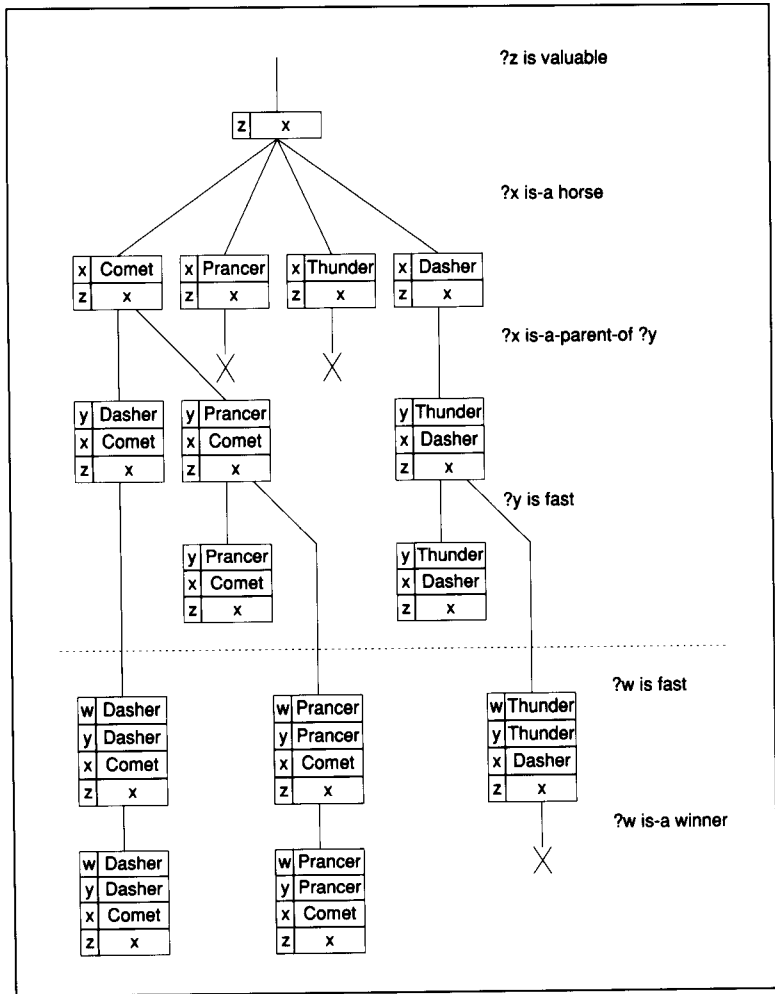 ?z is valuable
z x
?x is-a horse
x Comet x Prancer x Thunder x Dasher
z x z x z x z x
?x is-a-parent-of ?y
y Dasher y Prancer y Thunder
x Comet x Comet x Dasher
z x z x z x
?y is fast
y Prancer y Thunder
x Comet x Dasher
z x z x
?w is fast
w Dasher w Prancer w Thunder
y Dasher y Prancer y Thunder
x Comet x Comet x Dasher
z x z x z x
?w is-a winner
w Dasher w Prancer
y Dasher y Prancer
x Comet x Comet
z x z x